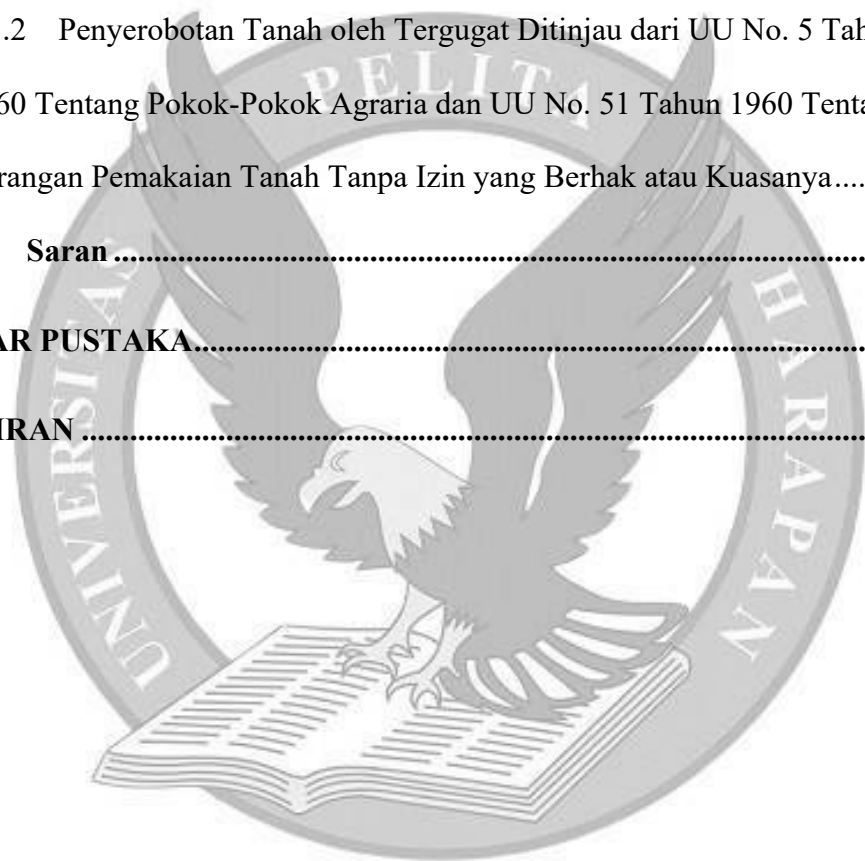 .2 Penyerobotan Tanah oleh Tergugat Ditinjau dari UU No. 5 Tah
60 Tentang Pokok-Pokok Agraria dan UU No. 51 Tahun 1960 Tenta
rangan Pemakaian Tanah Tanpa Izin yang Berhak atau Kuasanya....
Saran ...............................................................................................
AR PUSTAKA.....................................................................................
IRAN ..................................................................................................
UNIVERSITAS PELITA HARAPAN